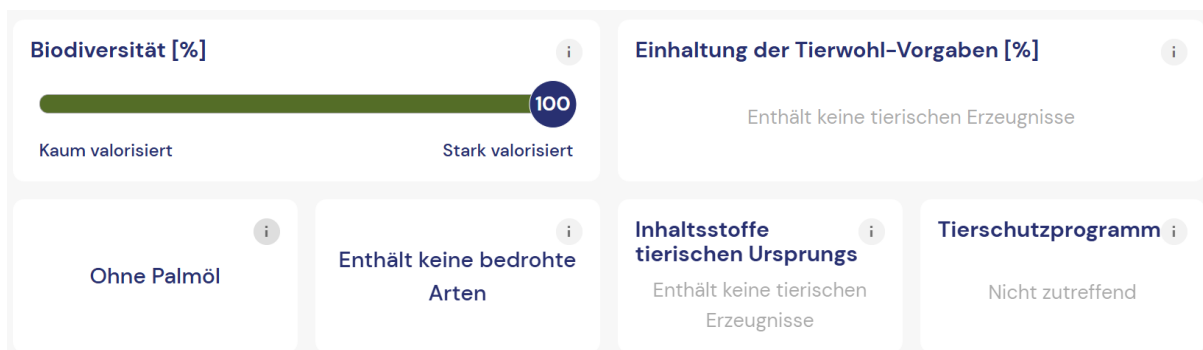 Biodiversität [%]
i
100
Kaum valorisiert
Stark valorisiert
Einhaltung der Tierwohl-Vorgaben [%]
i
Enthält keine tierischen Erzeugnisse
i
Ohne Palmöl
i
Enthält keine bedrohte
Arten
Inhaltsstoffe
tierischen Ursprungs
i
Enthält keine tierischen
Erzeugnisse
Tierschutzprogramm
i
Nicht zutreffend